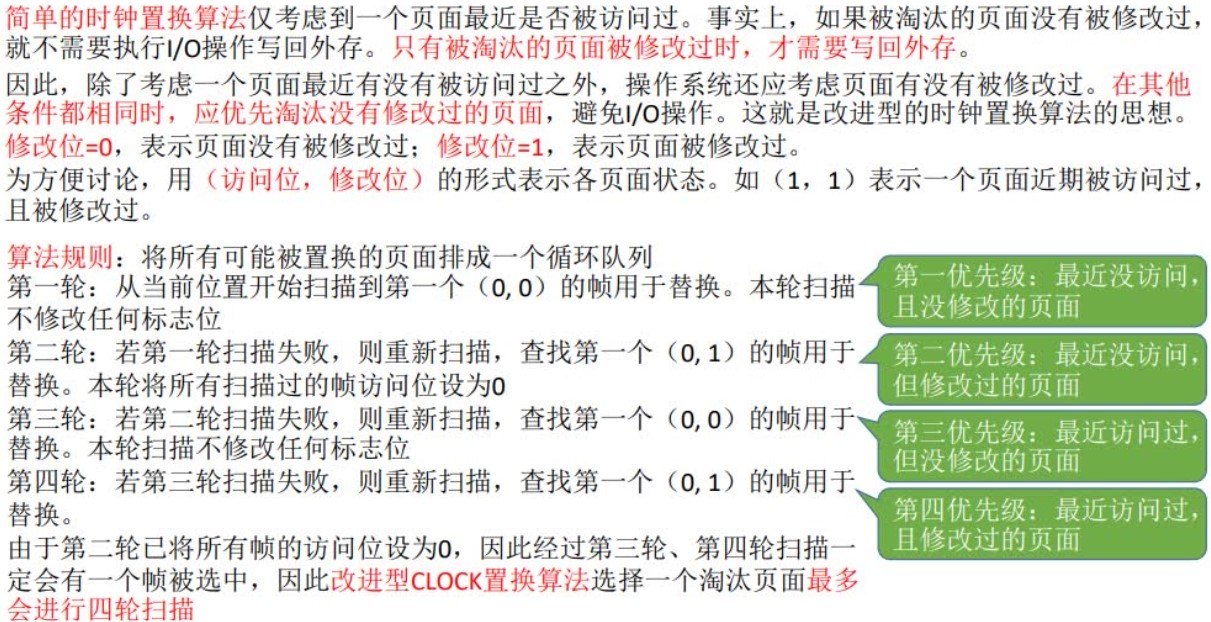 简单的时钟置换算法仅考虑到一个页面最近是否被访问过。事实上，如果被淘汰的页面没有被修改过，
就不需要执行I/O操作写回外存。只有被淘汰的页面被修改过时，才需要写回外存。
因此，除了考虑一个页面最近有没有被访问过之外，操作系统还应考虑页面有没有被修改过。在其他
条件都相同时，应优先淘汰没有修改过的页面，避免I/O操作。这就是改进型的时钟置换算法的思想。
修改位=0，表示页面没有被修改过；修改位=1，表示页面被修改过。
为方便讨论，用（访问位，修改位）的形式表示各页面状态。如（1，1）表示一个页面近期被访问过，
且被修改过。
算法规则：将所有可能被置换的页面排成一个循环队列
第一轮：从当前位置开始扫描到第一个（0, 0）的帧用于替换。本轮扫描
不修改任何标志位
第一优先级：最近没访问，
且没修改的页面
第二轮：若第一轮扫描失败，则重新扫描，查找第一个（0, 1）的帧用于
替换。本轮将所有扫描过的帧访问位设为0
第二优先级：最近没访问，
但修改过的页面
第三轮：若第二轮扫描失败，则重新扫描，查找第一个（0, 0）的帧用于
替换。本轮扫描不修改任何标志位
第三优先级：最近访问过，
但没修改的页面
第四轮：若第三轮扫描失败，则重新扫描，查找第一个（0, 1）的帧用于
替换。
第四优先级：最近访问过，
且修改过的页面
由于第二轮已将所有帧的访问位设为0，因此经过第三轮、第四轮扫描一
定会有一个帧被选中，因此改进型CLOCK置换算法选择一个淘汰页面最多
会进行四轮扫描